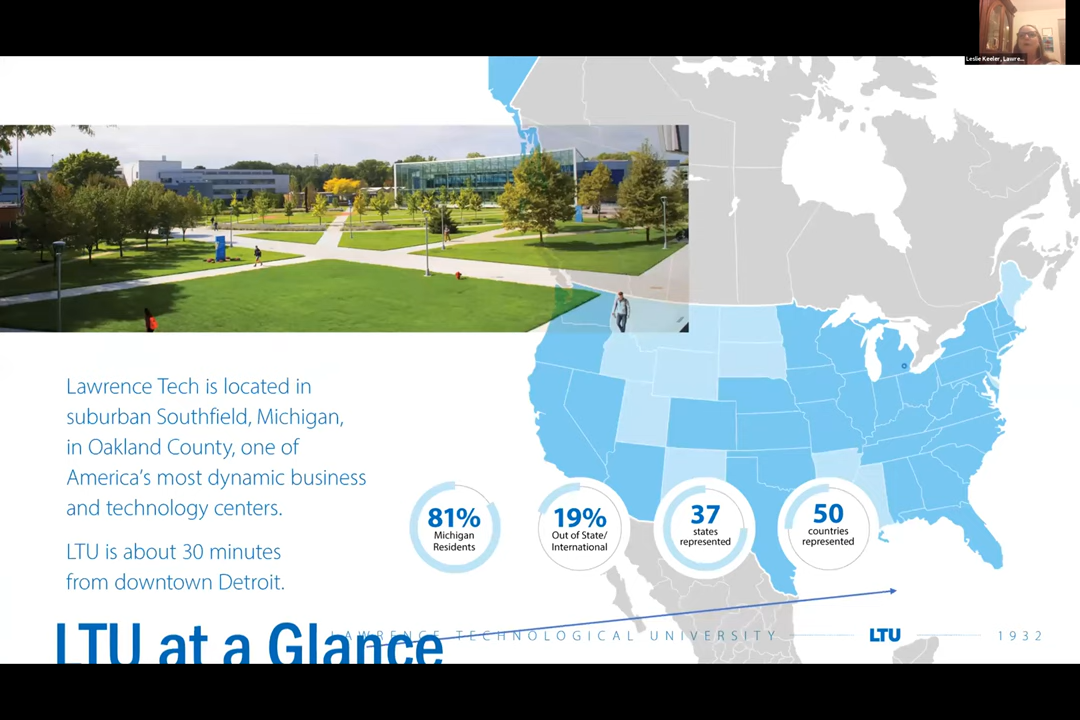 Leslie Keeler, Lawre...
Lawrence Tech is located in
suburban Southfield, Michigan,
in Oakland County, one of
America's most dynamic business
and technology centers.
LTU is about 30 minutes
from downtown Detroit.
81%
Michigan
Residents
19%
Out of State/
International
37
states
represented
50
countries
represented
LTU at a Glance
LAWRENCE TECHNOLOGICAL UNIVERSITY
LTU
1932